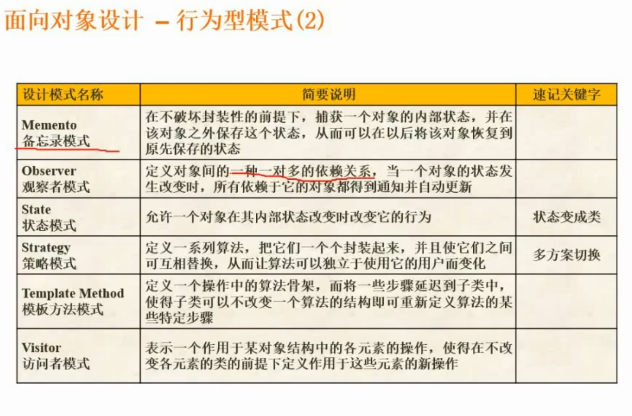 面向对象设计 – 行为型模式(2)
设计模式名称 简要说明 速记关键字
Memento
备忘录模式
在不破坏封装性的前提下，捕获一个对象的内部状态，并在
该对象之外保存这个状态，从而可以在以后将该对象恢复到
原先保存的状态
Observer
观察者模式
定义对象间的一种一对多的依赖关系，当一个对象的状态发
生改变时，所有依赖于它的对象都得到通知并自动更新
State
状态模式
允许一个对象在其内部状态改变时改变它的行为
状态变成类
Strategy
策略模式
定义一系列算法，把它们一个个封装起来，并且使它们之间
可互相替换，从而让算法可以独立于使用它的用户而变化
多方案切换
Template Method
模板方法模式
定义一个操作中的算法骨架，而将一些步骤延迟到子类中，
使得子类可以不改变一个算法的结构即可重新定义算法的某
些特定步骤
Visitor
访问者模式
表示一个作用于某对象结构中的各元素的操作，使得在不改
变各元素的类的前提下定义作用于这些元素的新操作